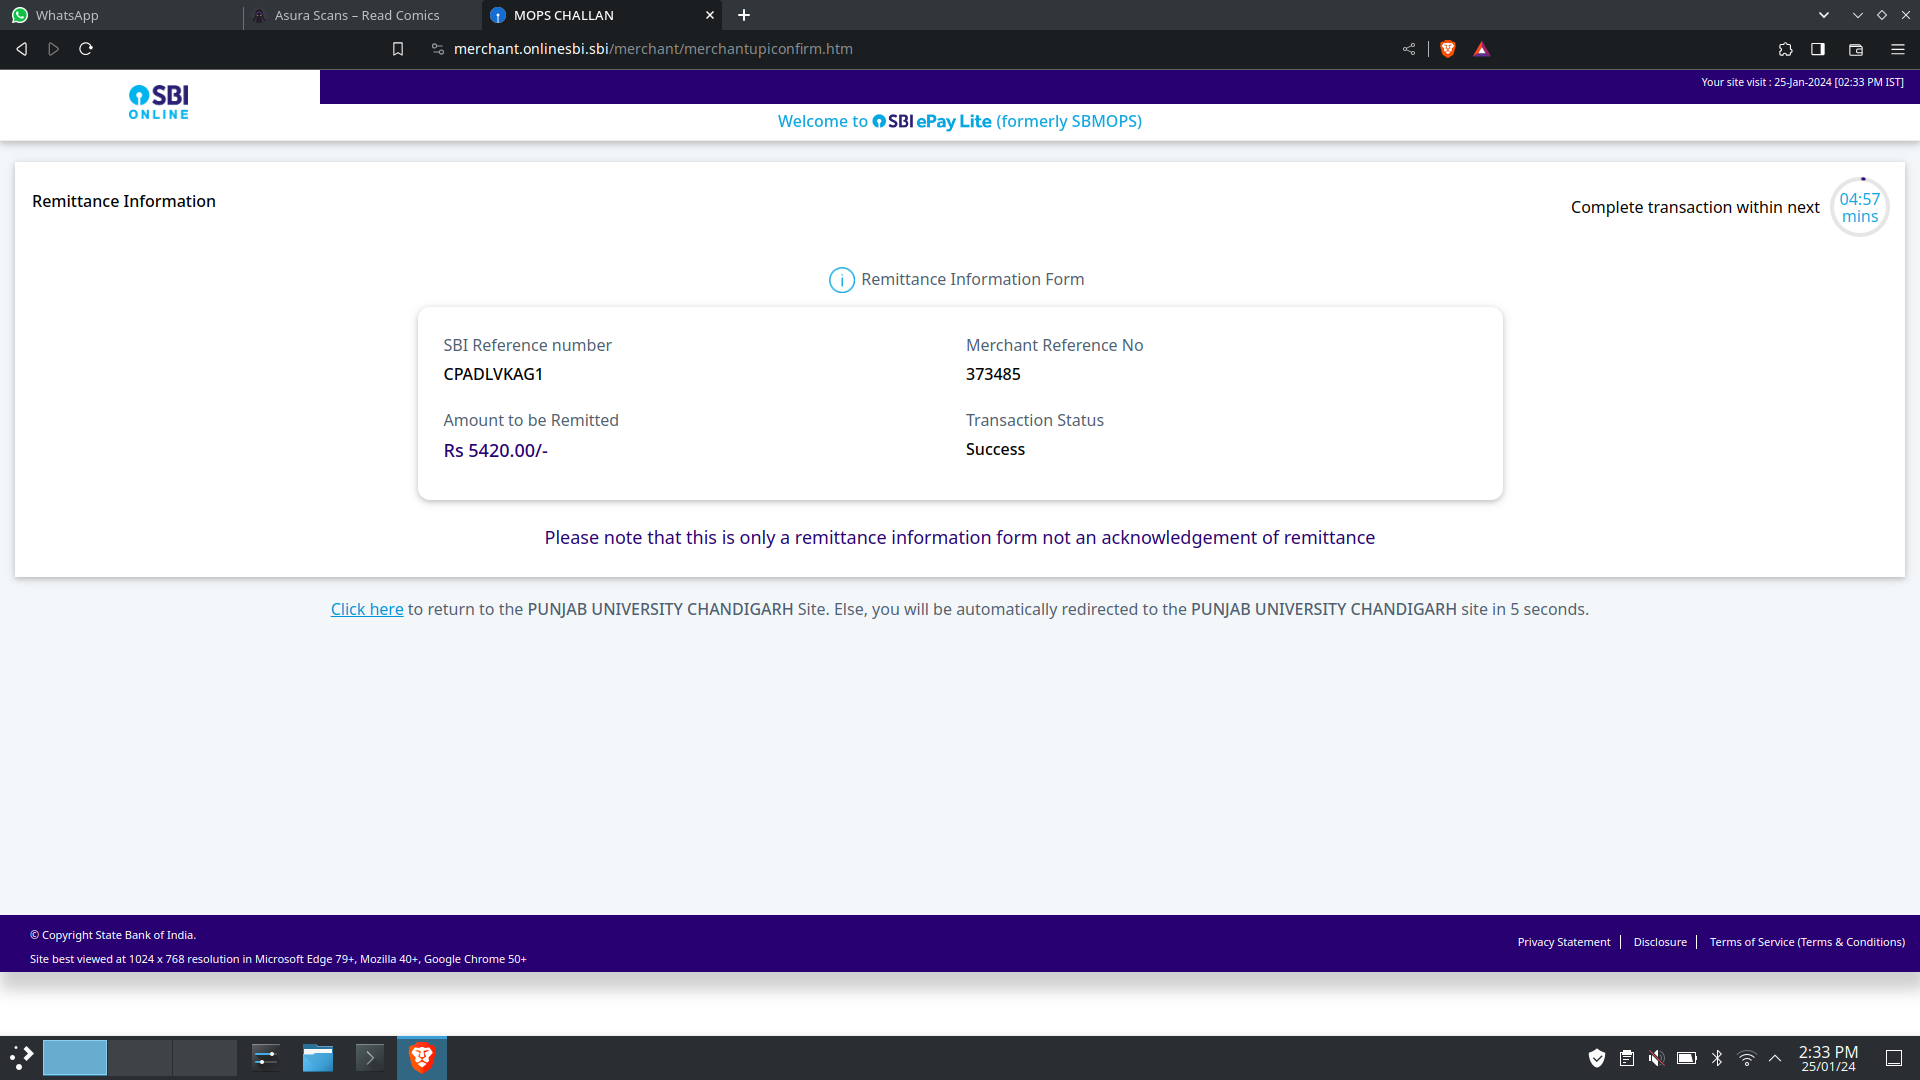 WhatsApp
Asura Scans – Read Comics
MOPS CHALLAN
merchant.onlinesbi.sbi/merchant/merchantupiconfirm.htm
SBI
ONLINE
Your site visit : 25-Jan-2024 [02:33 PM IST]
Welcome to SBI ePay Lite (formerly SBMOPS)
Remittance Information
Complete transaction within next
04:57
mins
Remittance Information Form
SBI Reference number
CPADLVKAG1
Merchant Reference No
373485
Amount to be Remitted
Rs 5420.00/-
Transaction Status
Success
Please note that this is only a remittance information form not an acknowledgement of remittance
Click here to return to the PUNJAB UNIVERSITY CHANDIGARH Site. Else, you will be automatically redirected to the PUNJAB UNIVERSITY CHANDIGARH site in 5 seconds.
© Copyright State Bank of India.
Site best viewed at 1024 x 768 resolution in Microsoft Edge 79+, Mozilla 40+, Google Chrome 50+
Privacy Statement
Disclosure
Terms of Service (Terms & Conditions)
2:33 PM
25/01/24